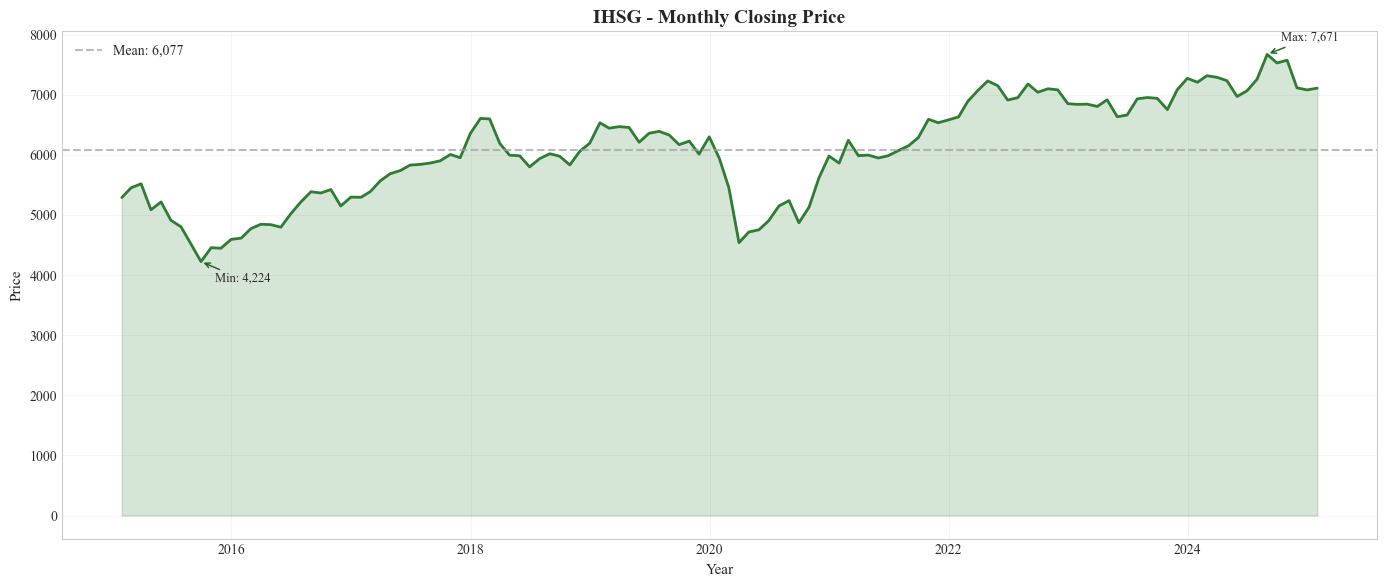 IHSG - Monthly Closing Price
Max: 7,671
Mean: 6,077
Min: 4,224
8000
7000
6000
5000
4000
3000
2000
1000
0
Price
2016 2018 2020 2022 2024
Year